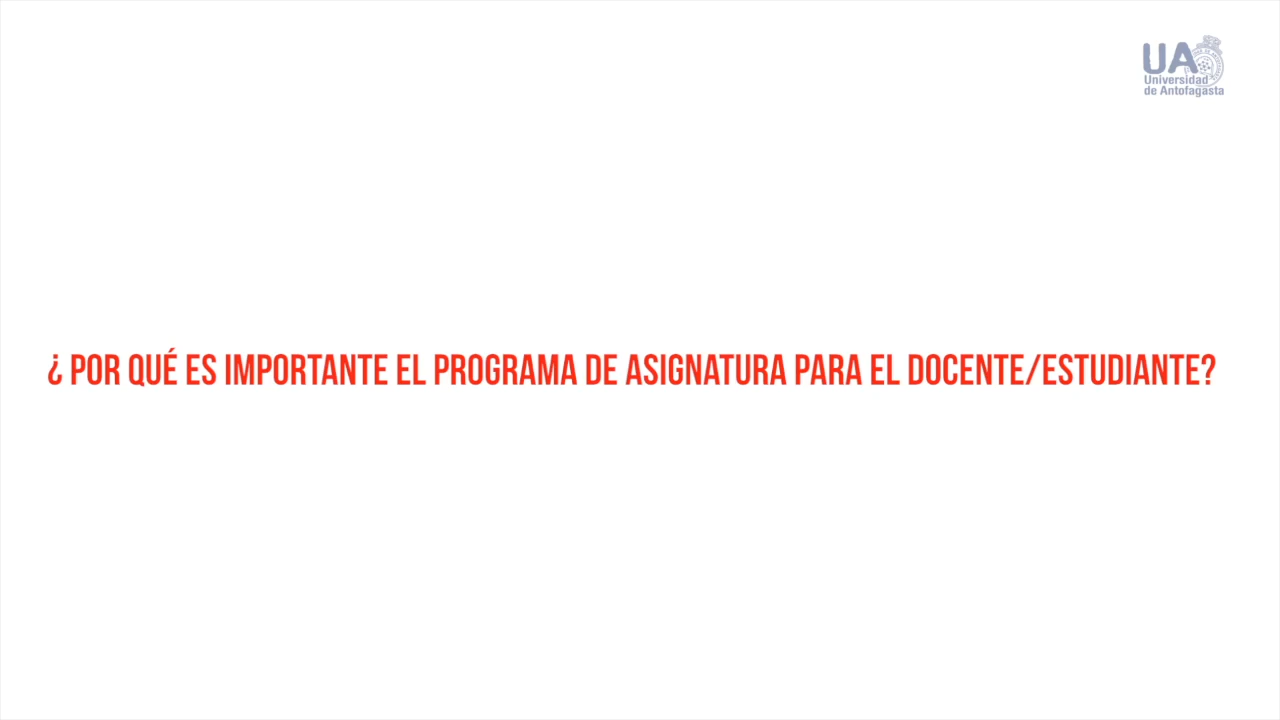 UA
Universidad
de Antofagasta
¿ POR QUÉ ES IMPORTANTE EL PROGRAMA DE ASIGNATURA PARA EL DOCENTE/ESTUDIANTE?